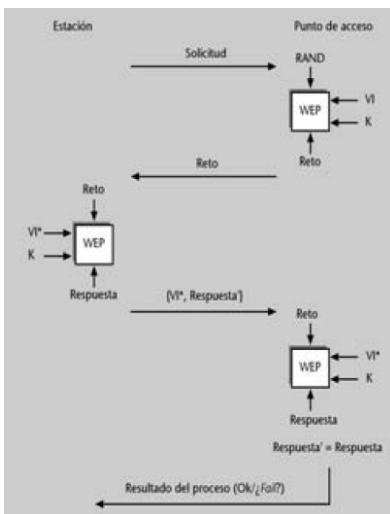 Estación Punto de acceso
Solicitud
RAND
WEP
VI
K
Reto
Reto
Reto
VI*
WEP
K
Respuesta
(VI*, Respuesta')
Reto
WEP
VI*
K
Respuesta
Respuesta' = Respuesta
Resultado del proceso (Ok/¿Fail?)